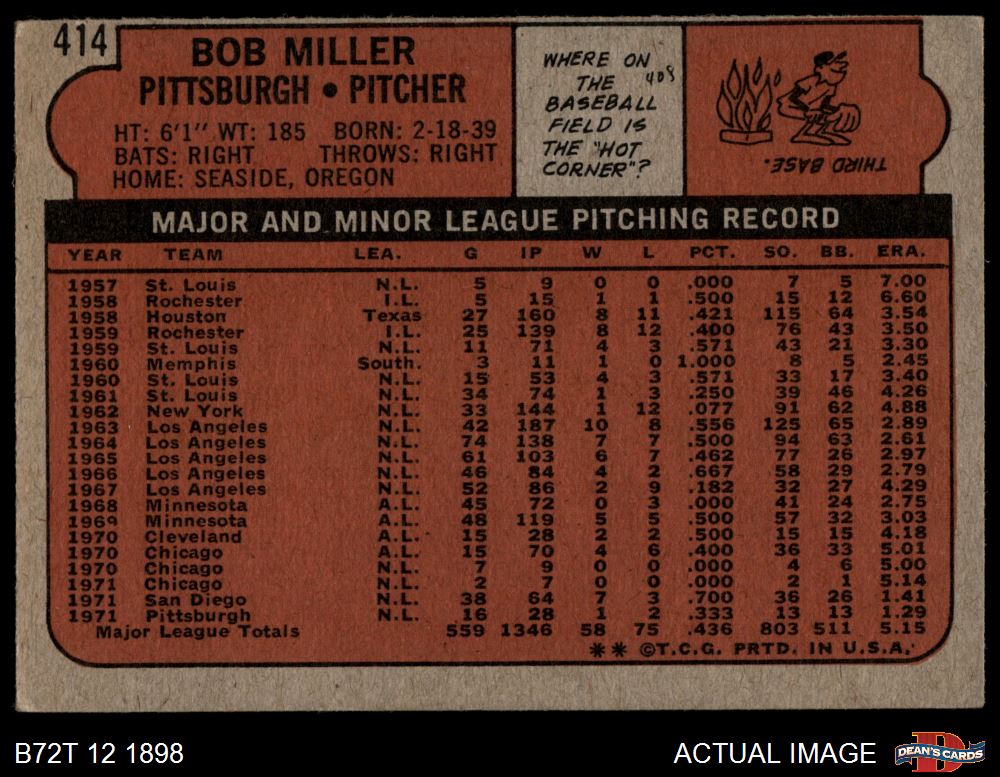 414
BOB MILLER
PITTSBURGH • PITCHER
HT: 6'1" WT: 185 BORN: 2-18-39
BATS: RIGHT THROWS: RIGHT
HOME: SEASIDE, OREGON
WHERE ON
THE 408
BASEBALL
FIELD IS
THE "HOT
CORNER"?
THIRD BASE.
MAJOR AND MINOR LEAGUE PITCHING RECORD
YEAR TEAM LEA. G IP W L PCT. SO. BB. ERA.
1957 St. Louis N.L. 5 9 0 0 .000 7 5 7.00
1958 Rochester I.L. 5 15 1 1 .500 15 12 6.60
1958 Houston Texas 27 160 8 11 .421 115 64 3.54
1959 Rochester I.L. 25 139 8 12 .400 76 43 3.50
1959 St. Louis N.L. 11 71 4 3 .571 43 21 3.30
1960 Memphis South. 3 11 1 0 1.000 8 5 2.45
1960 St. Louis N.L. 15 53 4 3 .571 33 17 3.40
1961 St. Louis N.L. 34 74 1 3 .250 39 46 4.26
1962 New York N.L. 33 144 1 12 .077 91 62 4.88
1963 Los Angeles N.L. 42 187 10 8 .556 125 65 2.89
1964 Los Angeles N.L. 74 138 7 7 .500 94 63 2.61
1965 Los Angeles N.L. 61 103 6 7 .462 77 26 2.97
1966 Los Angeles N.L. 46 84 4 2 .667 58 29 2.79
1967 Los Angeles N.L. 52 86 2 9 .182 32 27 4.29
1968 Minnesota A.L. 45 72 0 3 .000 41 24 2.75
1969 Minnesota A.L. 48 119 5 5 .500 57 32 3.03
1970 Cleveland A.L. 15 28 2 2 .500 15 15 4.18
1970 Chicago A.L. 15 70 4 6 .400 36 33 5.01
1970 Chicago N.L. 7 9 0 0 .000 4 6 5.00
1971 Chicago N.L. 2 7 0 0 .000 2 1 5.14
1971 San Diego N.L. 38 64 7 3 .700 36 26 1.41
1971 Pittsburgh N.L. 16 28 1 2 .333 13 13 1.29
Major League Totals 559 1346 58 75 .436 803 511 5.15
** ©T.C.G. PRTD. IN U.S.A.
B72T 12 1898
ACTUAL IMAGE
DEAN'S CARDS